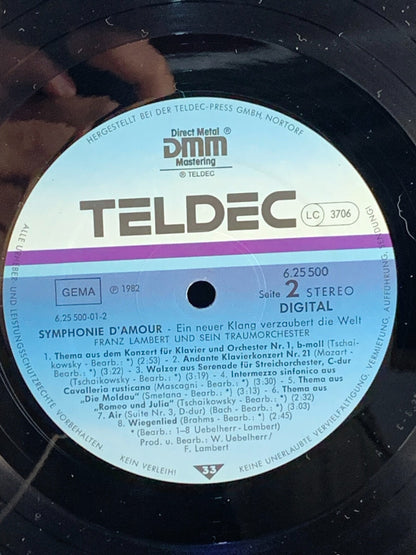 HERGESTELLT BEI DER TELDEC-PRESS GMBH, NORTORF
Direct Metal ®
DMM
Mastering
® TELDEC
TELDEC
LC 3706
GEMA
℗ 1982
6.25 500
Seite 2 STEREO
DIGITAL
6.25 500-01-2
SYMPHONIE D'AMOUR - Ein neuer Klang verzaubert die Welt
FRANZ LAMBERT UND SEIN TRAUMORCHESTER
1. Thema aus dem Konzert für Klavier und Orchester Nr. 1, b-moll (Tschai-
kowsky - Bearb.: *) (2:53) - 2. Andante Klavierkonzert Nr. 21 (Mozart -
Bearb.: *) (3:22) - 3. Walzer aus Serenade für Streichorchester, C-dur
(Tschaikowsky - Bearb.: *) (3:19) - 4. Intermezzo sinfonico aus
Cavalleria rusticana (Mascagni - Bearb.: *) (3:30) - 5. Thema aus
"Die Moldau" (Smetana - Bearb.: *) (3:13) - 6. Thema aus
"Romeo und Julia" (Tschaikowsky - Bearb.: *) (2:32)
7. Air (Suite Nr. 3, D-dur) (Bach - Bearb.: *) (3:03)
8. Wiegenlied (Brahms - Bearb.: *) (2:45)
* (Bearb.: 1-8 Uebelherr - Lambert)
Prod. u. Bearb.: W. Uebelherr/
F. Lambert
33
ALLE URHEBER- UND LEISTUNGSSCHUTZRECHTE VORBEHALTEN
KEIN VERLEIH!
KEINE UNERLAUBTE VERVIELFÄLTIGUNG, VERMIETUNG, AUFFÜHRUNG, SENDUNG!